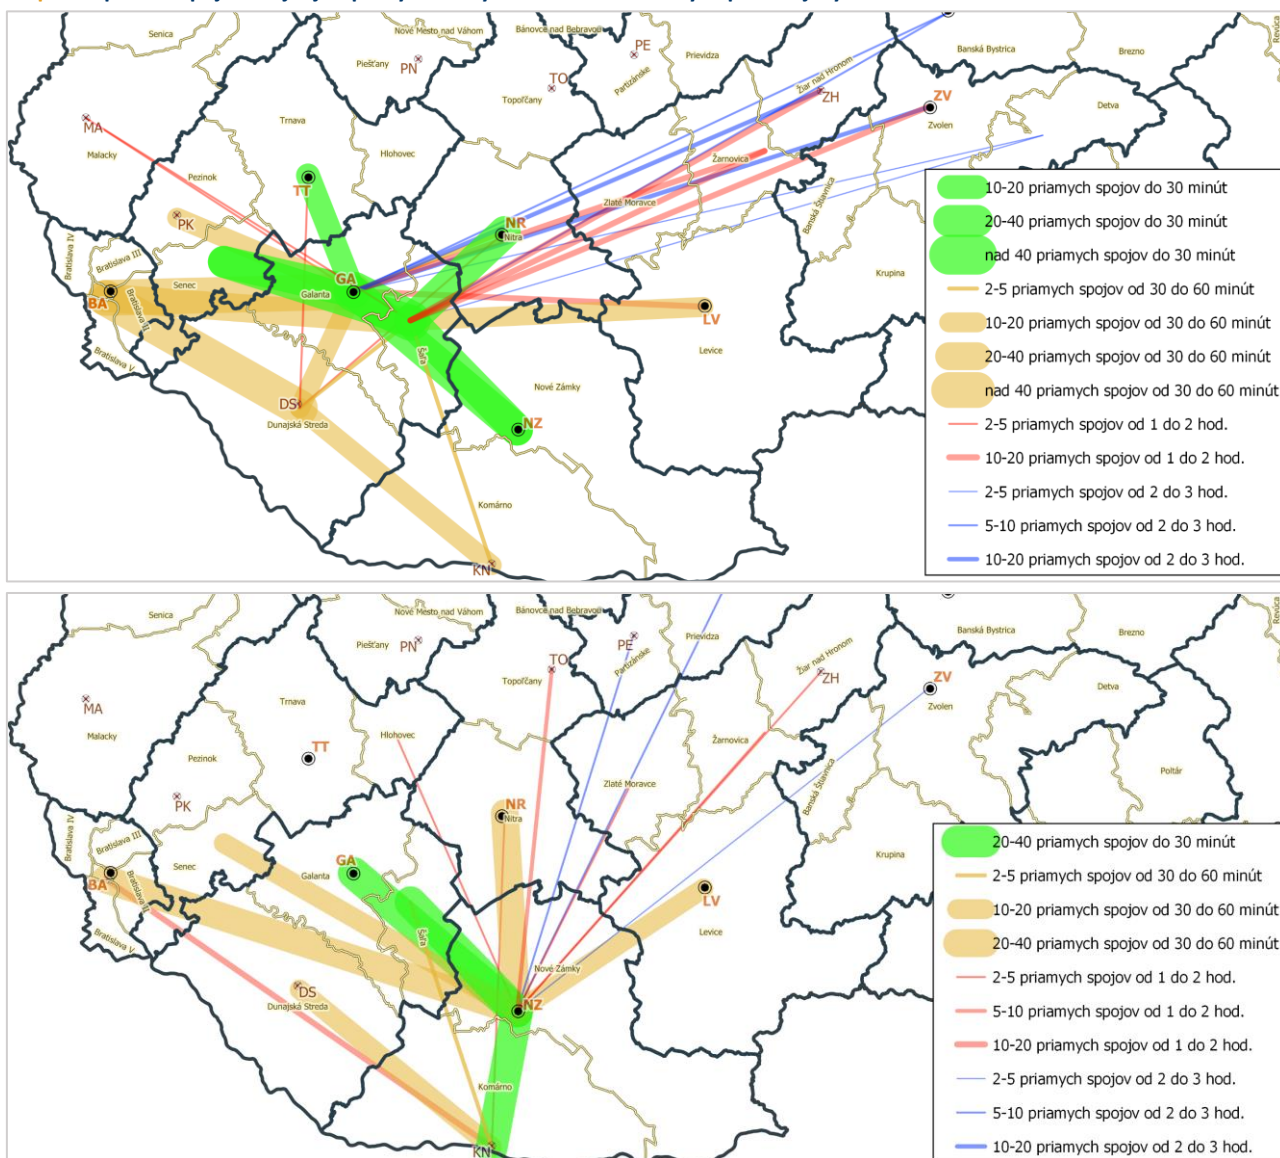 Senica
Nové Mesto nad Váhom
Bánovce nad Bebravou
PE
Prievidza
Banská Bystrica
Brezno
Piešťany
PN
TO
Partizánske
Žiar nad Hronom
ZH
ZV
Topoľčany
Detva
MA
Trnava
Zvolen
Malacky
Hlohovec
Žarnovica
Pezinok
TT
Zlaté Moravce
Banská Štiavnica
PK
NR
Nitra
Bratislava IV
Bratislava III
Senec
GA
Galanta
Krupina
BA
Bratislava II
LV
Levice
Bratislava V
Šaľa
Nové Zámky
DS
Dunajská Streda
NZ
Komárno
KN
10-20 priamych spojov do 30 minút
20-40 priamych spojov do 30 minút
nad 40 priamych spojov do 30 minút
2-5 priamych spojov od 30 do 60 minút
10-20 priamych spojov od 30 do 60 minút
20-40 priamych spojov od 30 do 60 minút
nad 40 priamych spojov od 30 do 60 minút
2-5 priamych spojov od 1 do 2 hod.
10-20 priamych spojov od 1 do 2 hod.
2-5 priamych spojov od 2 do 3 hod.
5-10 priamych spojov od 2 do 3 hod.
10-20 priamych spojov od 2 do 3 hod.
Senica
Nové Mesto nad Váhom
Bánovce nad Bebravou
PE
Prievidza
Banská Bystrica
Brezno
Piešťany
PN
TO
Partizánske
Žiar nad Hronom
ZH
ZV
Topoľčany
Detva
MA
Trnava
Zvolen
Malacky
Hlohovec
Žarnovica
Pezinok
TT
Zlaté Moravce
Banská Štiavnica
Poltár
PK
NR
Nitra
Bratislava IV
Bratislava III
Senec
GA
Galanta
Krupina
BA
Bratislava II
LV
Levice
Bratislava V
Šaľa
Nové Zámky
DS
Dunajská Streda
NZ
Komárno
KN
20-40 priamych spojov do 30 minút
2-5 priamych spojov od 30 do 60 minút
10-20 priamych spojov od 30 do 60 minút
20-40 priamych spojov od 30 do 60 minút
2-5 priamych spojov od 1 do 2 hod.
5-10 priamych spojov od 1 do 2 hod.
10-20 priamych spojov od 1 do 2 hod.
2-5 priamych spojov od 2 do 3 hod.
5-10 priamych spojov od 2 do 3 hod.
10-20 priamych spojov od 2 do 3 hod.